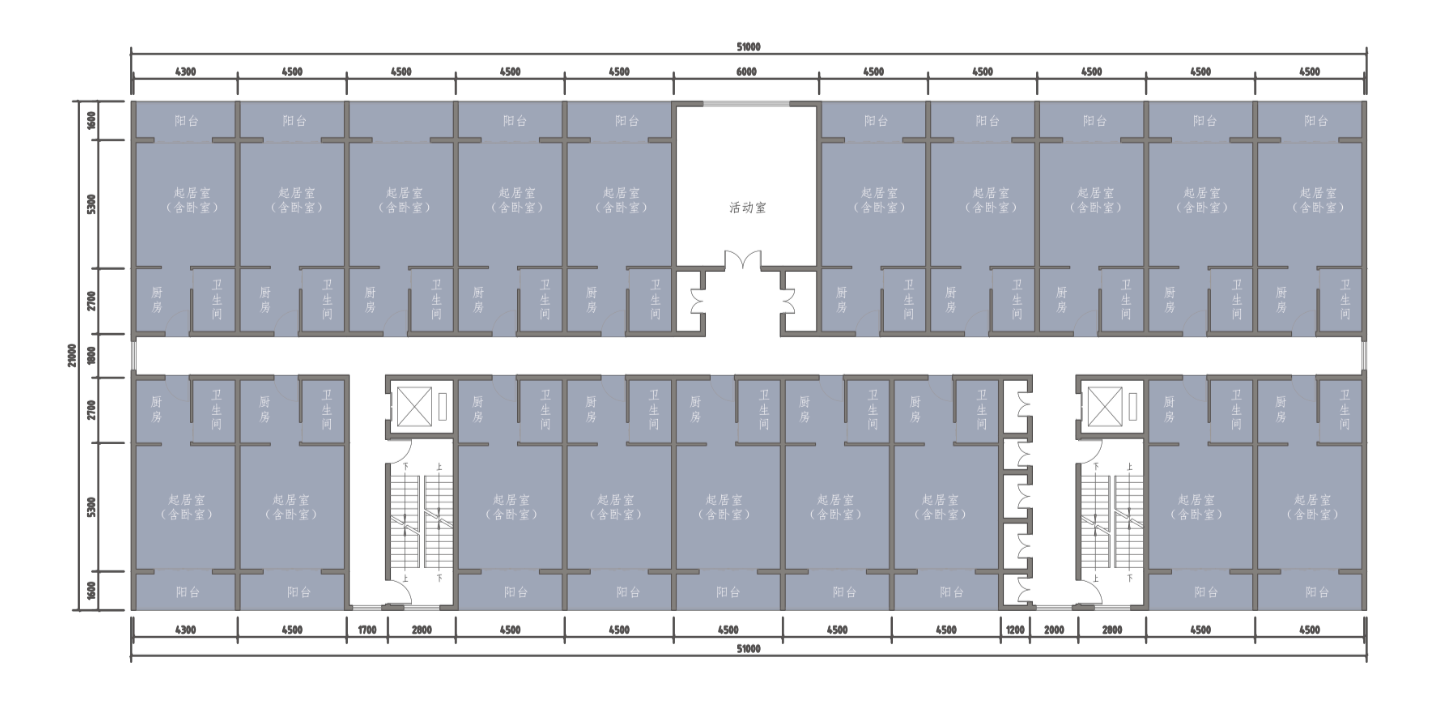 51000
4300 4500 4500 4500 4500 6000 4500 4500 4500 4500 4500
1600 阳台 阳台 阳台 阳台 阳台 阳台 阳台 阳台 阳台
5300 起居室 起居室 起居室 起居室 起居室 起居室 起居室 起居室 起居室 起居室
(含卧室) (含卧室) (含卧室) (含卧室) (含卧室) 活动室 (含卧室) (含卧室) (含卧室) (含卧室) (含卧室)
2700 厨房 卫生间 厨房 卫生间 厨房 卫生间 厨房 卫生间 厨房 卫生间 厨房 卫生间 厨房 卫生间 厨房 卫生间 厨房 卫生间 厨房 卫生间
21000 1800
2700 厨房 卫生间 厨房 卫生间 厨房 卫生间 厨房 卫生间 厨房 卫生间 厨房 卫生间 厨房 卫生间 厨房 卫生间 厨房 卫生间
下 上 下 上
5300 起居室 起居室 起居室 起居室 起居室 起居室 起居室 起居室 起居室
(含卧室) (含卧室) (含卧室) (含卧室) (含卧室) (含卧室) (含卧室) (含卧室) (含卧室)
上 下 上 下
1600 阳台 阳台 阳台 阳台 阳台 阳台 阳台 阳台 阳台
4300 4500 1700 2800 4500 4500 4500 4500 4500 1200 2000 2800 4500 4500
51000